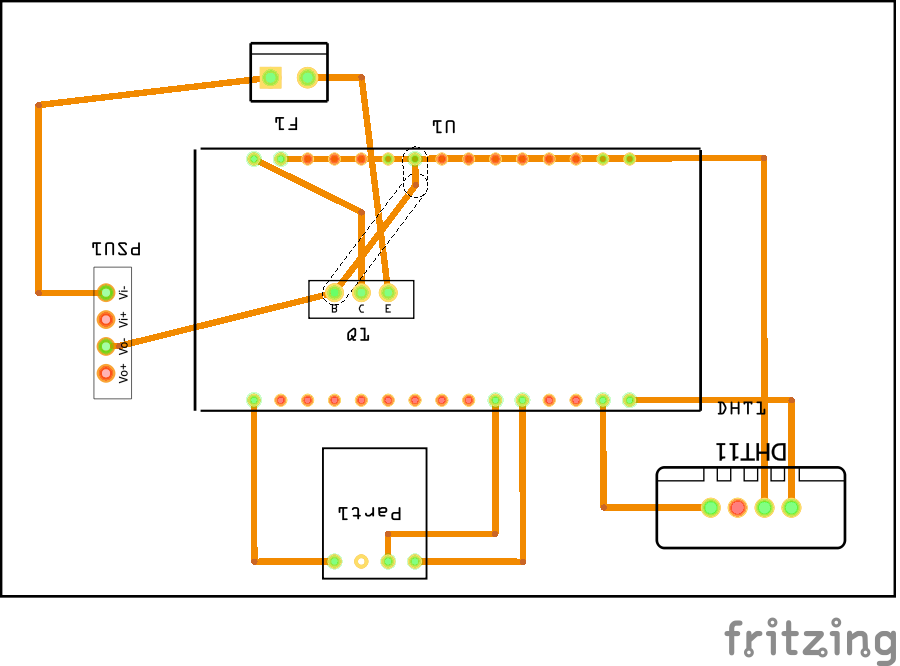 F1
U1
PSU1
Vi-
Vi+
Vo-
Vo+
B C E
Q1
DHT1
DHT11
Part1
fritzing